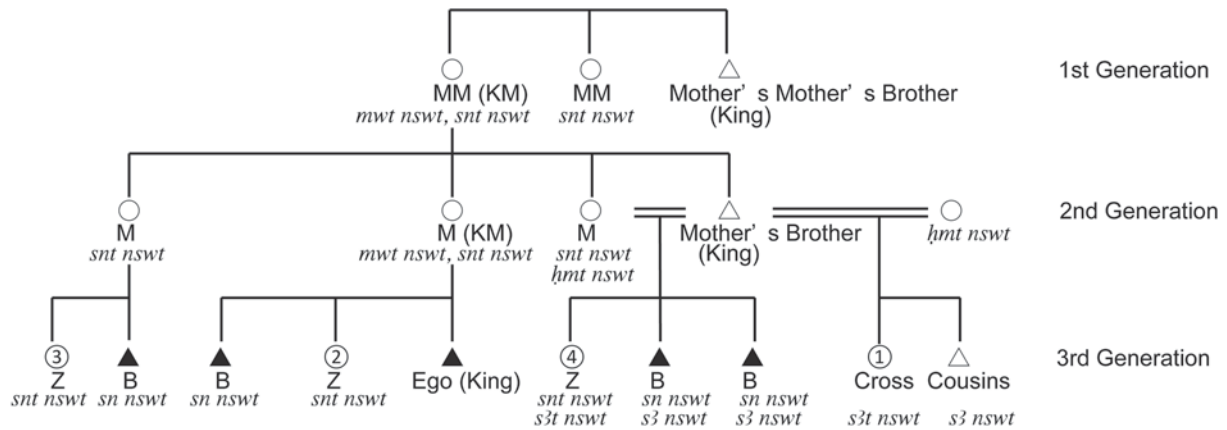 1st Generation
MM (KM) MM Mother’ s Mother’ s Brother
mwt nswt, snt nswt snt nswt (King)
2nd Generation
M M (KM) M Mother’ s Brother ḥmt nswt
snt nswt mwt nswt, snt nswt snt nswt (King)
ḥmt nswt
3 2 4 1 3rd Generation
Z B B Z Ego (King) Z B B Cross Cousins
snt nswt sn nswt sn nswt snt nswt snt nswt sn nswt sn nswt
s3t nswt s3 nswt s3 nswt s3t nswt s3 nswt